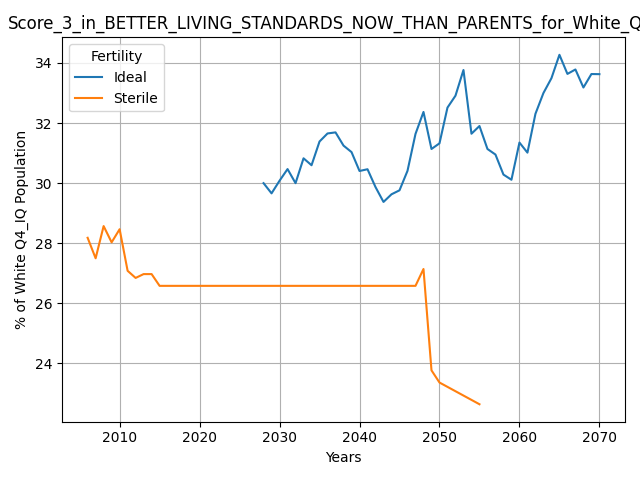 Score_3_in_BETTER_LIVING_STANDARDS_NOW_THAN_PARENTS_for_White_Q
Fertility
Ideal
Sterile
34
32
30
28
26
24
% of White Q4_IQ Population
2010 2020 2030 2040 2050 2060 2070
Years